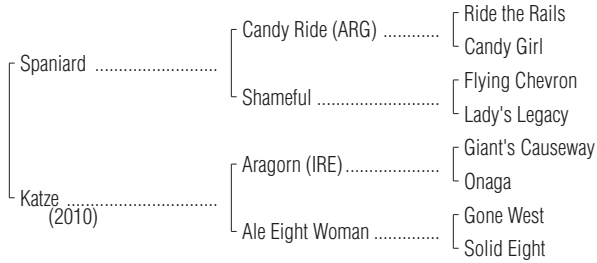 Ride the Rails
Candy Ride (ARG) ............
Candy Girl
Spaniard ..........................
Flying Chevron
Shameful ..........................
Lady's Legacy
Giant's Causeway
Aragorn (IRE)....................
Onaga
Katze ................................
(2010)
Gone West
Ale Eight Woman ..............
Solid Eight